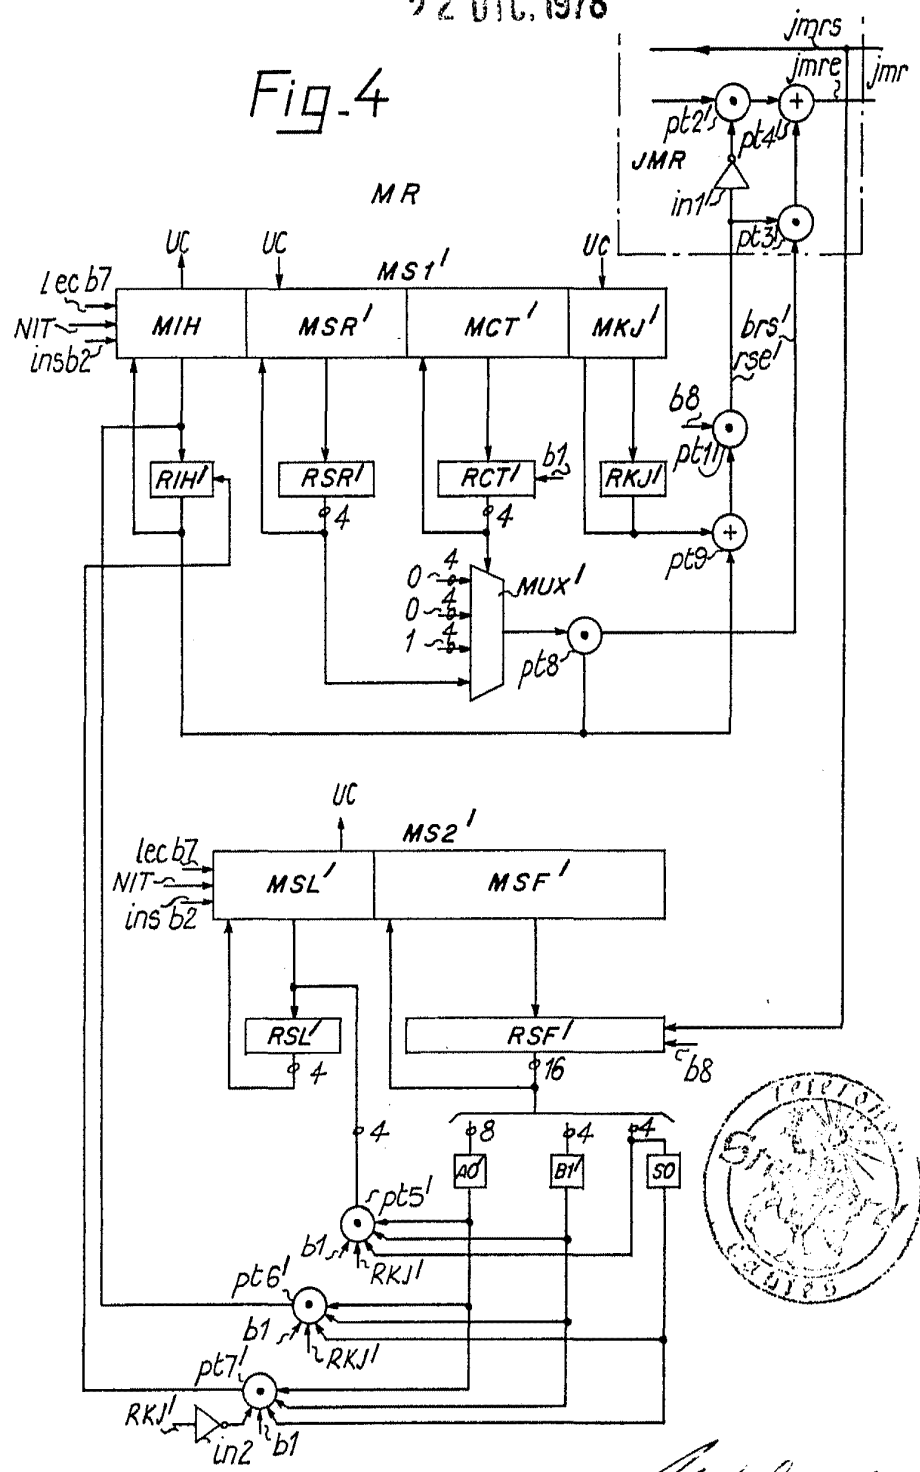 DIC. 1978
jmrs
Fig_4
jmre
jmr
pt2'
pt4'
JMR
MR
in1'
pt3'
UC
UC
MS1'
UC
lec b7
NIT
ins b2
MIH
MSR'
MCT'
MKJ'
brs'
rse'
b8
pt1'
b1
RIH'
RSR'
RCT'
RKJ'
4
4
pt9
0
4
MUX'
0
4
1
4
pt8
UC
MS2'
lec b7
NIT
ins b2
MSL'
MSF'
RSL'
RSF'
4
16
b8
8
4
4
4
A0'
B1'
S0
pt5'
b1
RKJ'
pt6'
b1
RKJ'
pt7'
RKJ'
in2
b1